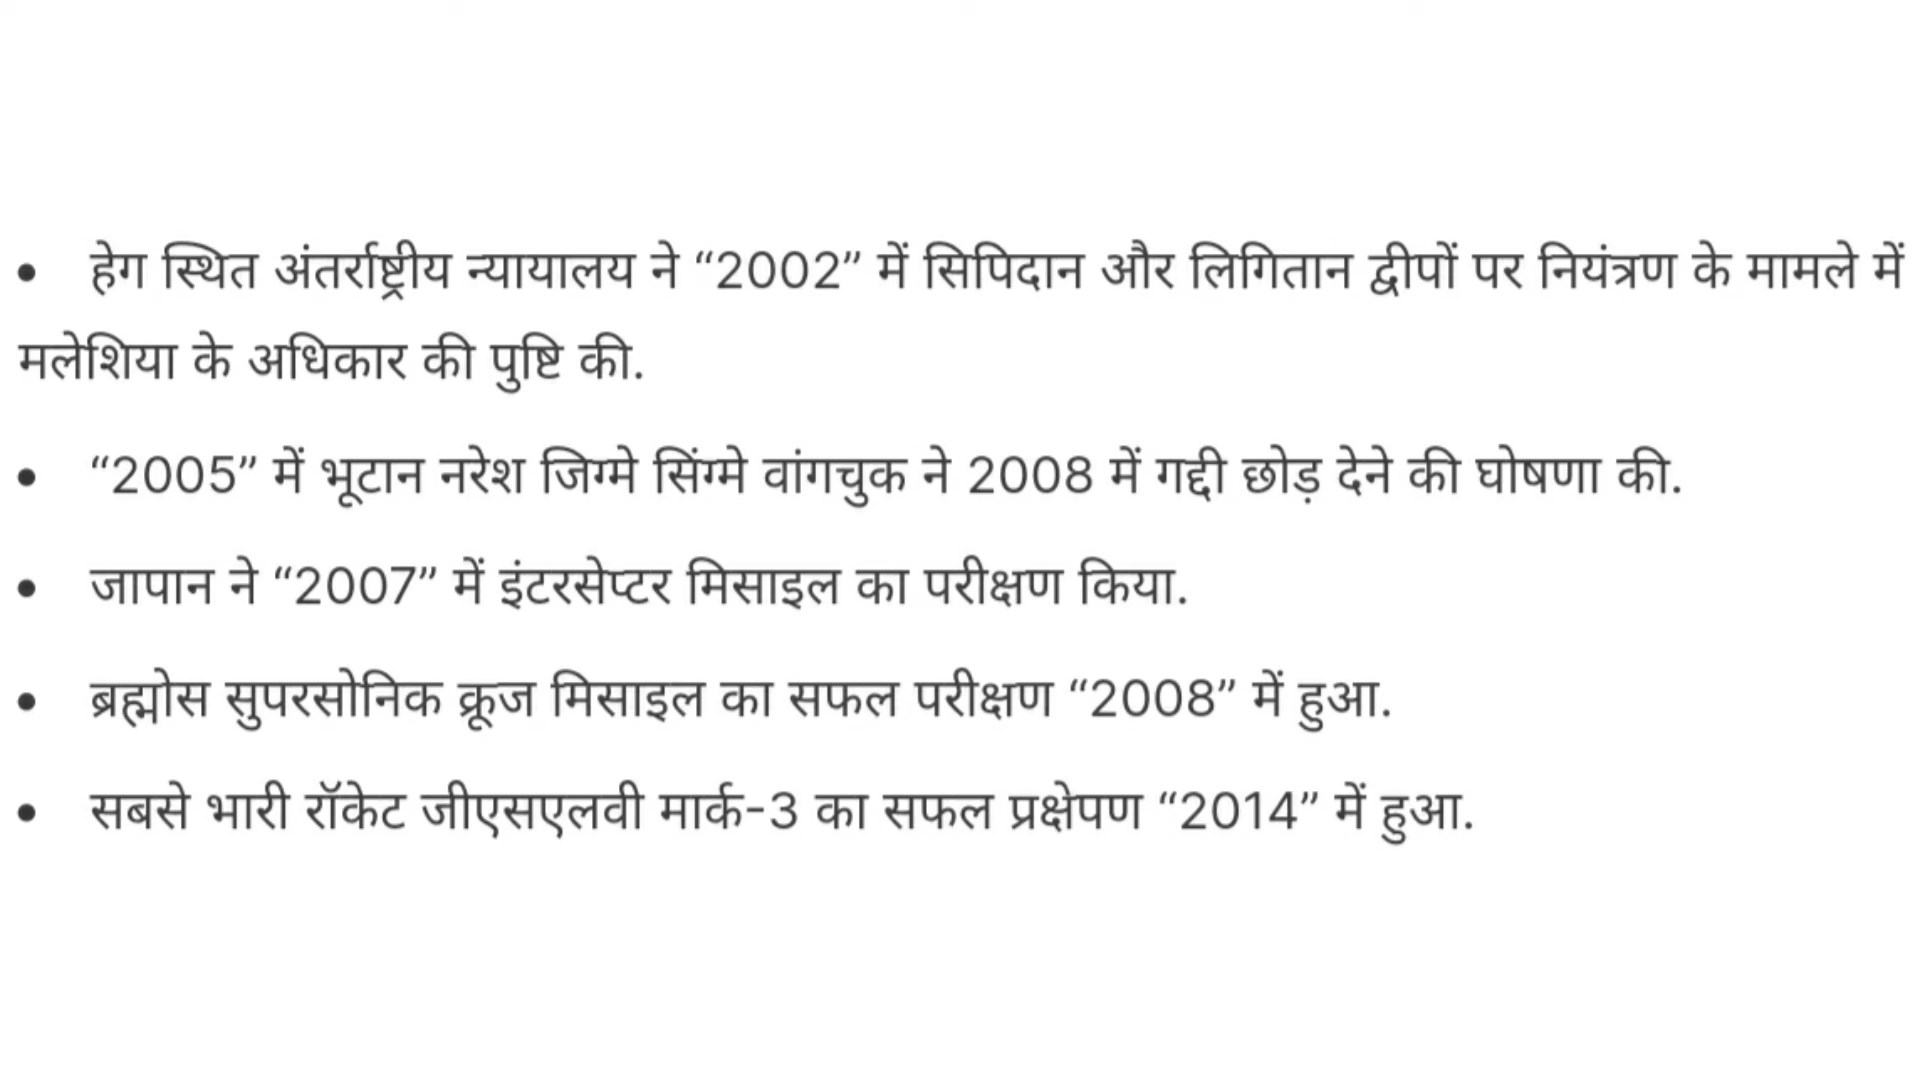 • हेग स्थित अंतर्राष्ट्रीय न्यायालय ने “2002” में सिपिदान और लिगितान द्वीपों पर नियंत्रण के मामले में
मलेशिया के अधिकार की पुष्टि की.
• “2005” में भूटान नरेश जिग्मे सिंग्मे वांगचुक ने 2008 में गद्दी छोड़ देने की घोषणा की.
• जापान ने “2007” में इंटरसेप्टर मिसाइल का परीक्षण किया.
• ब्रह्मोस सुपरसोनिक क्रूज मिसाइल का सफल परीक्षण “2008” में हुआ.
• सबसे भारी रॉकेट जीएसएलवी मार्क-3 का सफल प्रक्षेपण “2014” में हुआ.